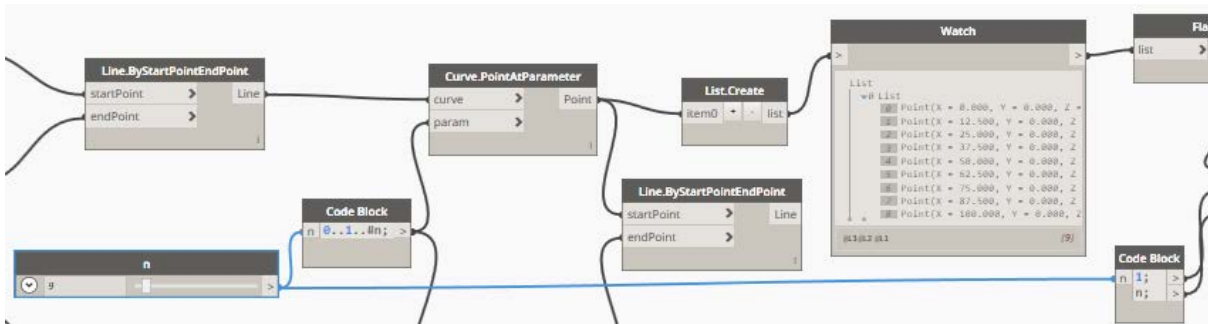 Line.ByStartPointEndPoint
startPoint > Line
endPoint >
Curve.PointAtParameter
curve > Point
param >
List.Create
item0 + - list
Watch
> >
List
0 List
0 Point(X = 0.000, Y = 0.000, Z =
1 Point(X = 12.500, Y = 0.000, Z
2 Point(X = 25.000, Y = 0.000, Z
3 Point(X = 37.500, Y = 0.000, Z
4 Point(X = 50.000, Y = 0.000, Z
5 Point(X = 62.500, Y = 0.000, Z
6 Point(X = 75.000, Y = 0.000, Z
7 Point(X = 87.500, Y = 0.000, Z
8 Point(X = 100.000, Y = 0.000, Z
@L3 @L2 @L1 {9}
Fla
list >
Code Block
n 0..1..#n; >
Line.ByStartPointEndPoint
startPoint > Line
endPoint >
n
9 >
Code Block
n 1; >
n; >